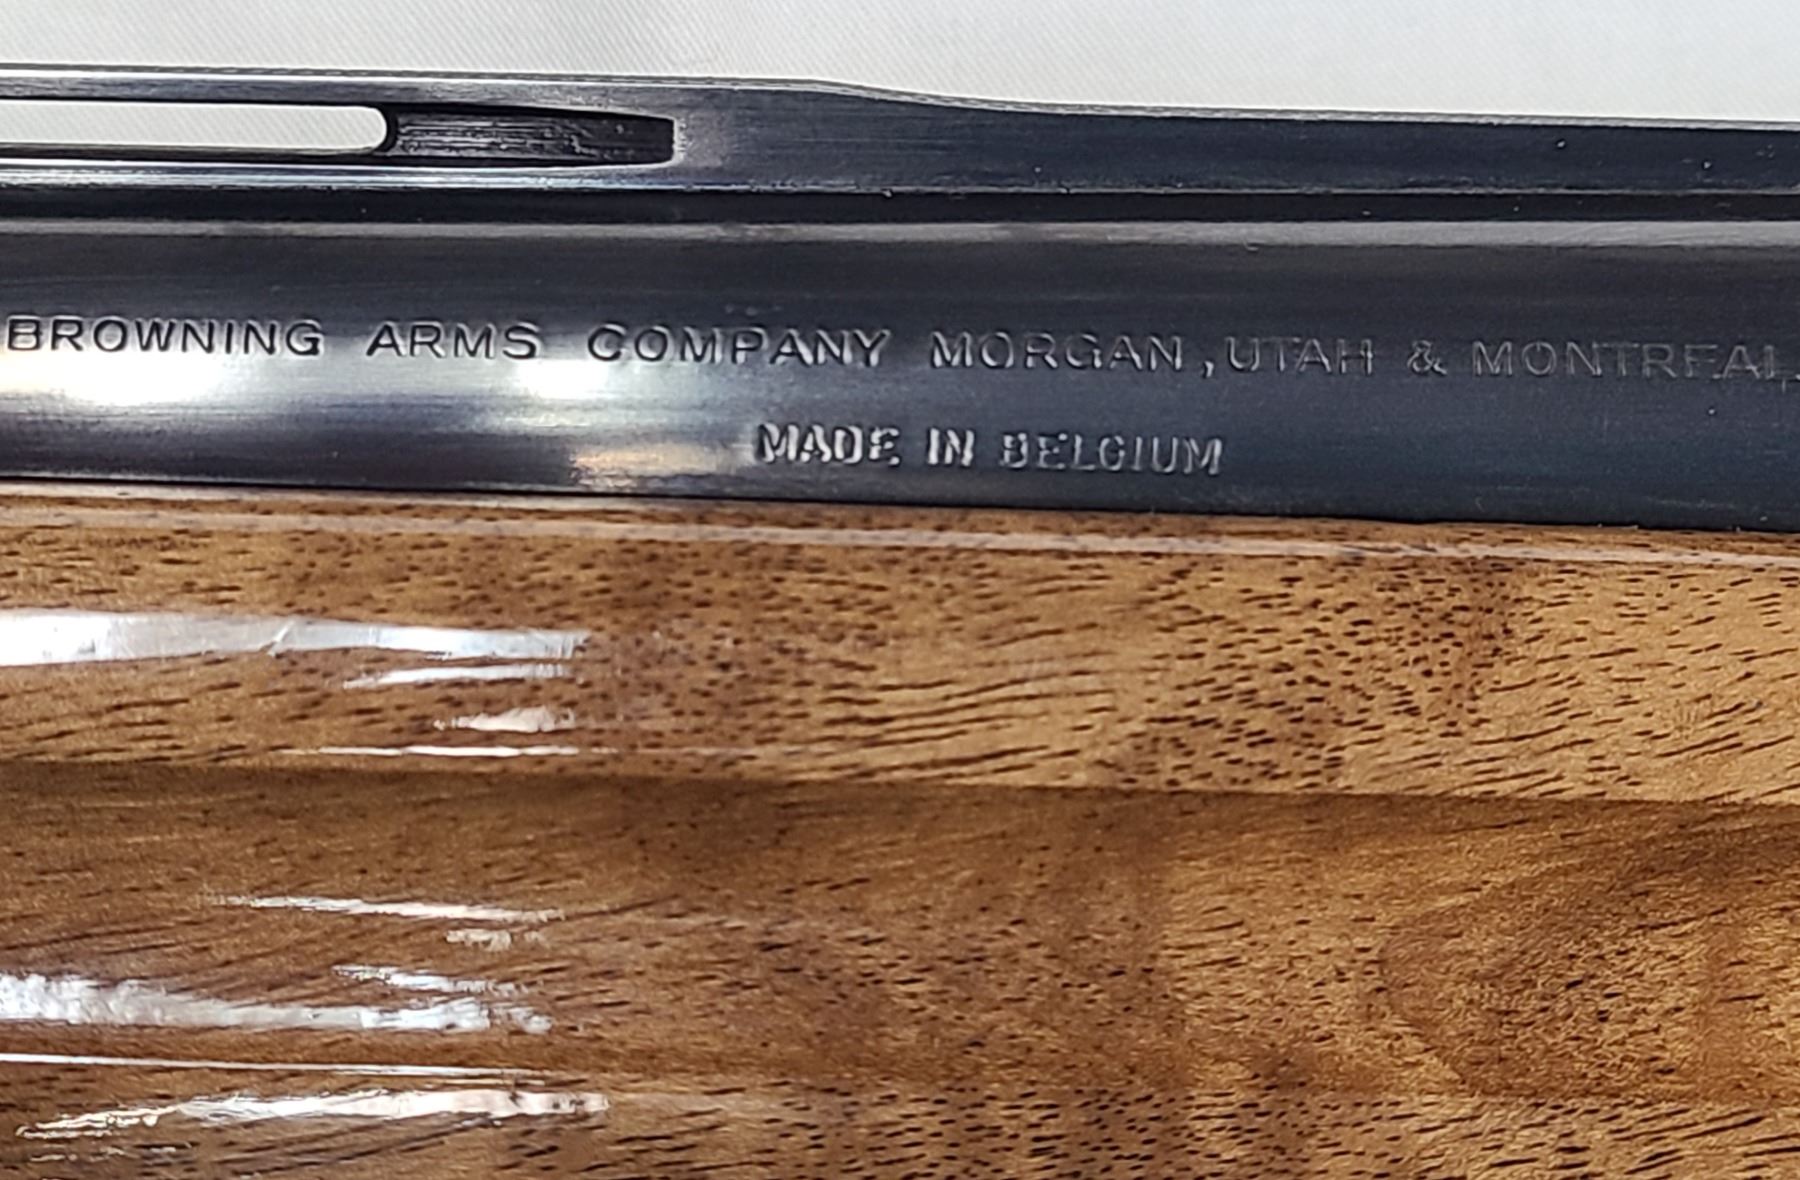 BROWNING ARMS COMPANY MORGAN, UTAH & MONTREAL
MADE IN BELGIUM